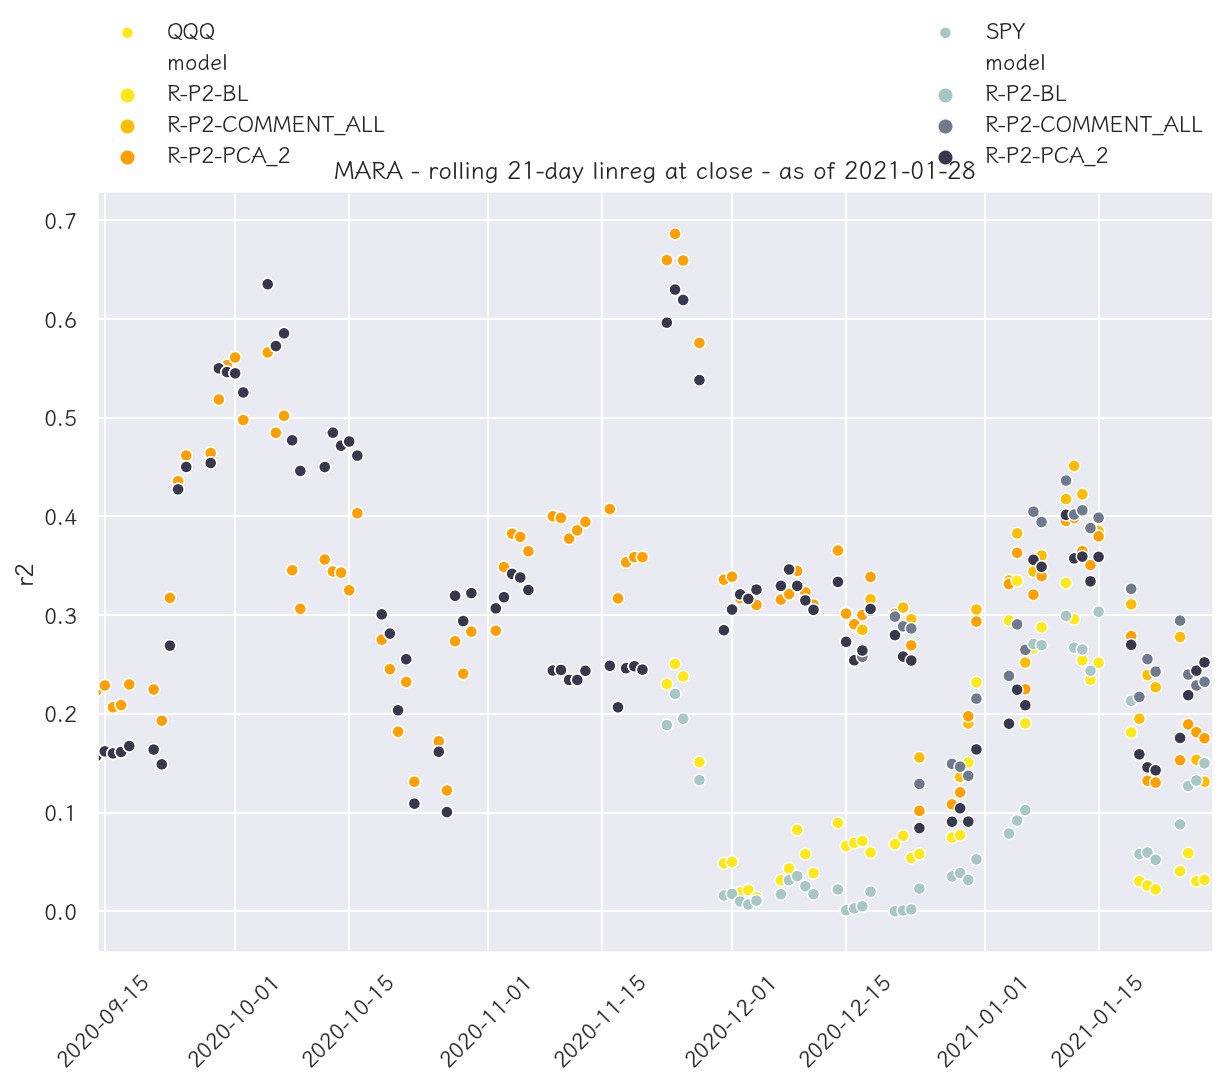 QQQ
model
R-P2-BL
R-P2-COMMENT_ALL
R-P2-PCA_2
SPY
model
R-P2-BL
R-P2-COMMENT_ALL
R-P2-PCA_2
MARA - rolling 21-day linreg at close - as of 2021-01-28
r2
0.7
0.6
0.5
0.4
0.3
0.2
0.1
0.0
2020-09-15
2020-10-01
2020-10-15
2020-11-01
2020-11-15
2020-12-01
2020-12-15
2021-01-01
2021-01-15